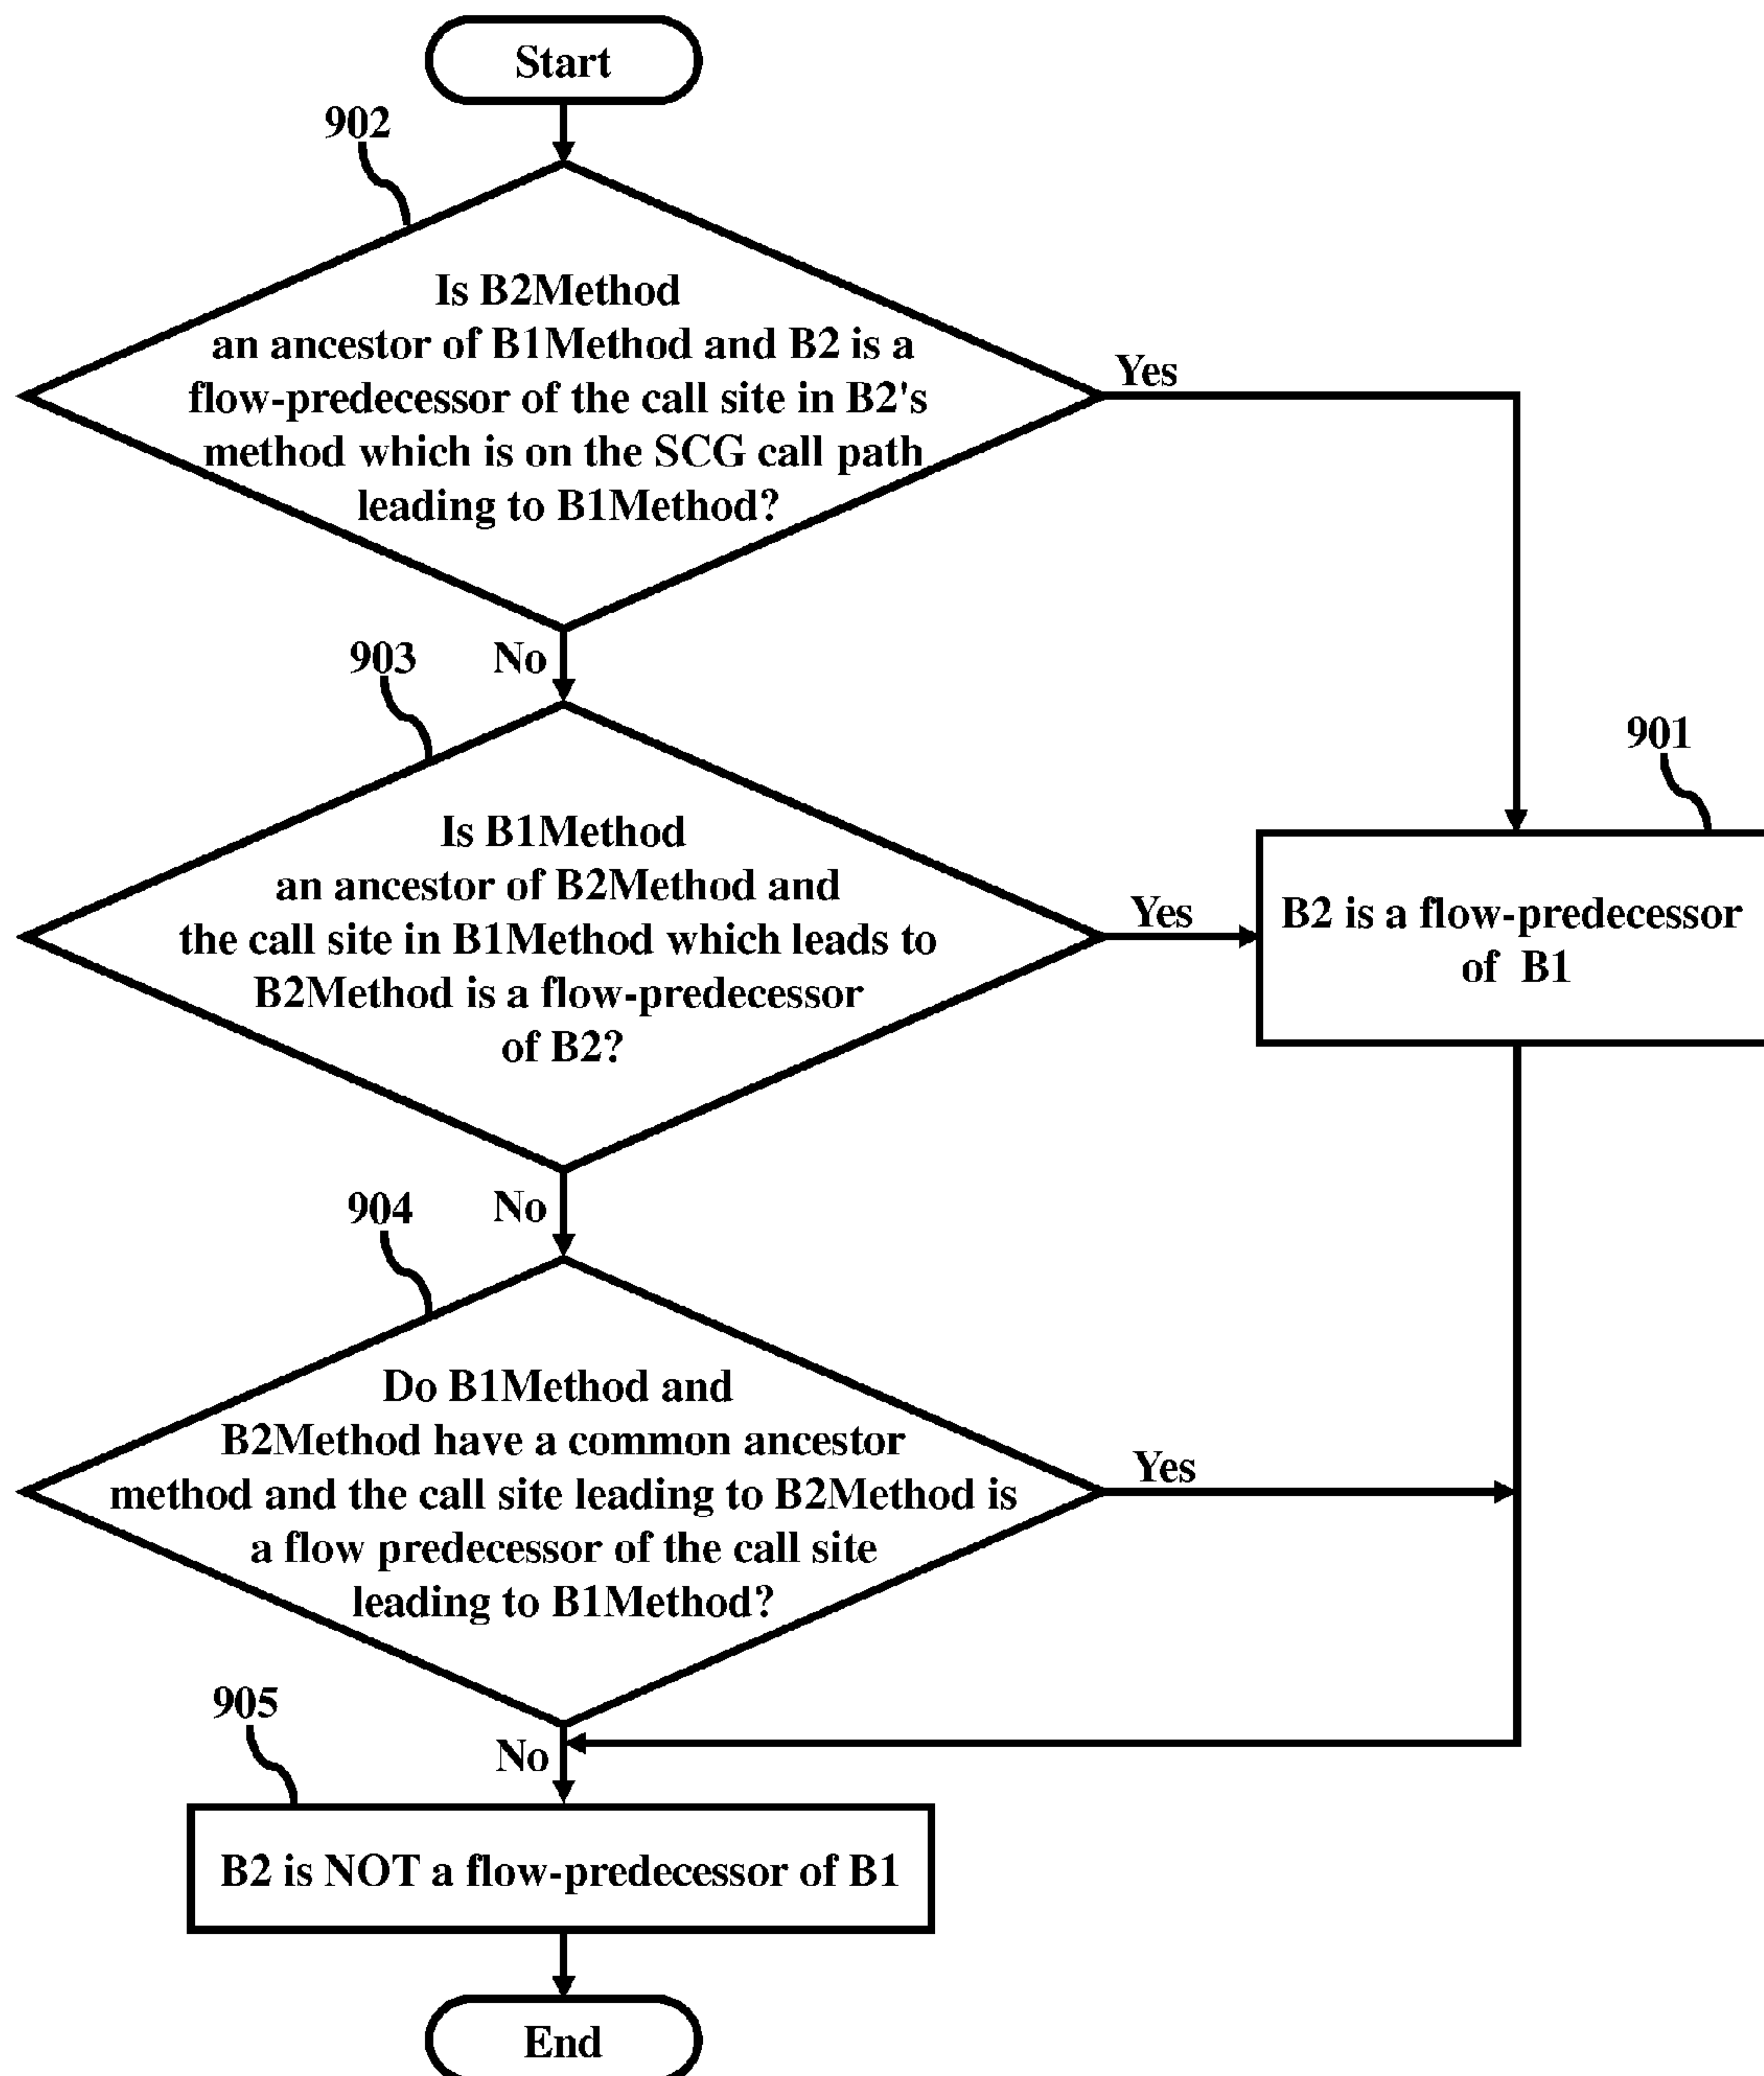 Start
902
Is B2Method
an ancestor of B1Method and B2 is a
flow-predecessor of the call site in B2's
method which is on the SCG call path
leading to B1Method?
Yes
No
903
Is B1Method
an ancestor of B2Method and
the call site in B1Method which leads to
B2Method is a flow-predecessor
of B2?
Yes
901
B2 is a flow-predecessor
of B1
No
904
Do B1Method and
B2Method have a common ancestor
method and the call site leading to B2Method is
a flow predecessor of the call site
leading to B1Method?
Yes
No
905
B2 is NOT a flow-predecessor of B1
End